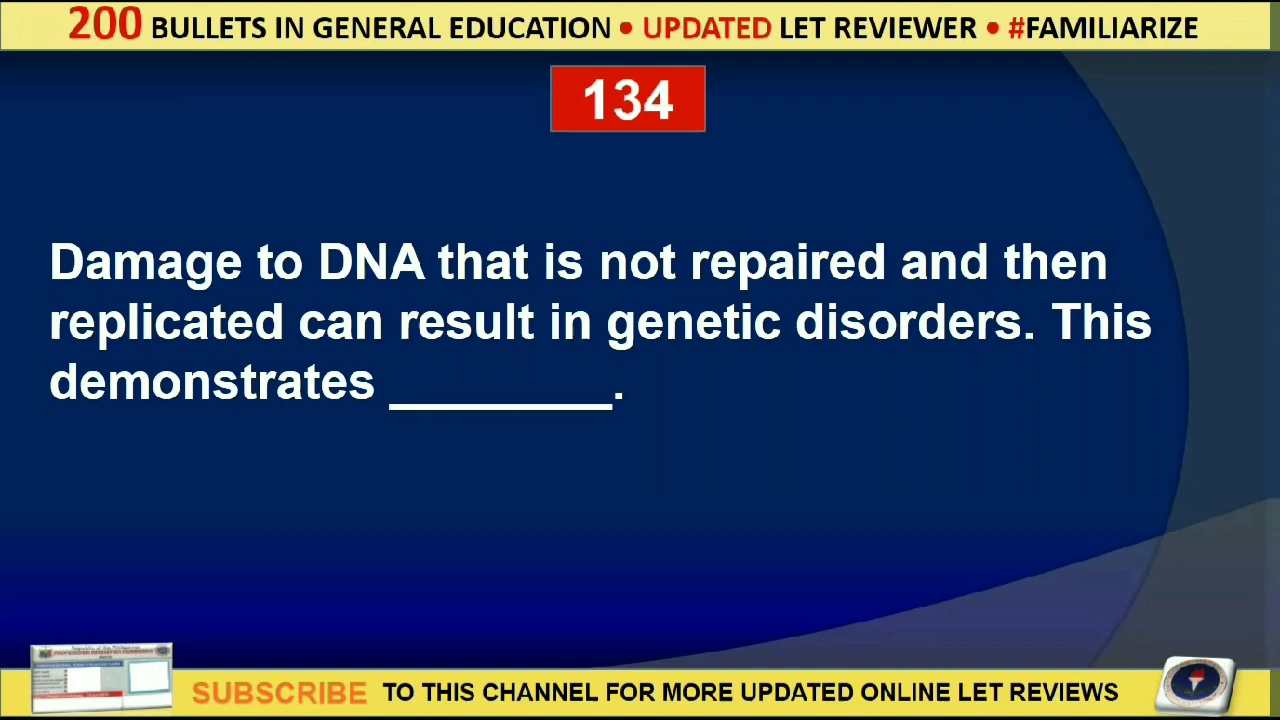 200 BULLETS IN GENERAL EDUCATION • UPDATED LET REVIEWER • #FAMILIARIZE
134
Damage to DNA that is not repaired and then
replicated can result in genetic disorders. This
demonstrates ________.
SUBSCRIBE TO THIS CHANNEL FOR MORE UPDATED ONLINE LET REVIEWS